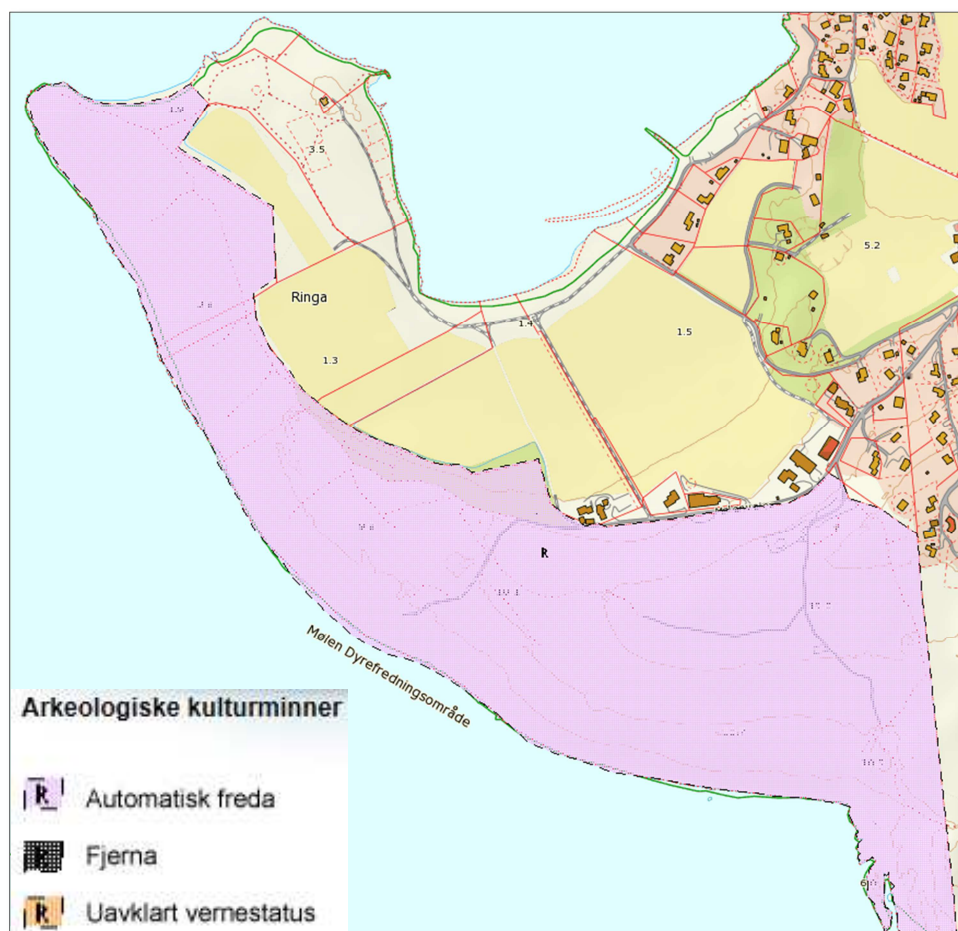 3.5
5.2
Ringa
1.4
1.5
1.3
R
Mølen Dyrefredningsområde
Arkeologiske kulturminner
R Automatisk freda
R Fjerna
R Uavklart vernestatus